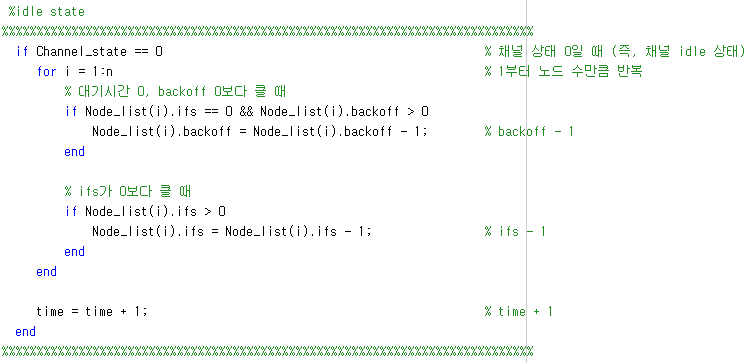 %idle state
%%%%%%%%%%%%%%%%%%%%%%%%%%%%%%%%%%%%%%%%%%%%%%%%%%%%%%%%%%%%%%%%%%%%%%%%%%%%%%
if Channel_state == 0 % 채널 상태 0일 때 (즉, 채널 idle 상태)
for i = 1:n % 1부터 노드 수만큼 반복
% 대기시간 0, backoff 0보다 클 때
if Node_list(i).ifs == 0 && Node_list(i).backoff > 0
Node_list(i).backoff = Node_list(i).backoff - 1; % backoff - 1
end
% ifs가 0보다 클 때
if Node_list(i).ifs > 0
Node_list(i).ifs = Node_list(i).ifs - 1; % ifs - 1
end
end
time = time + 1; % time + 1
end
%%%%%%%%%%%%%%%%%%%%%%%%%%%%%%%%%%%%%%%%%%%%%%%%%%%%%%%%%%%%%%%%%%%%%%%%%%%%%%